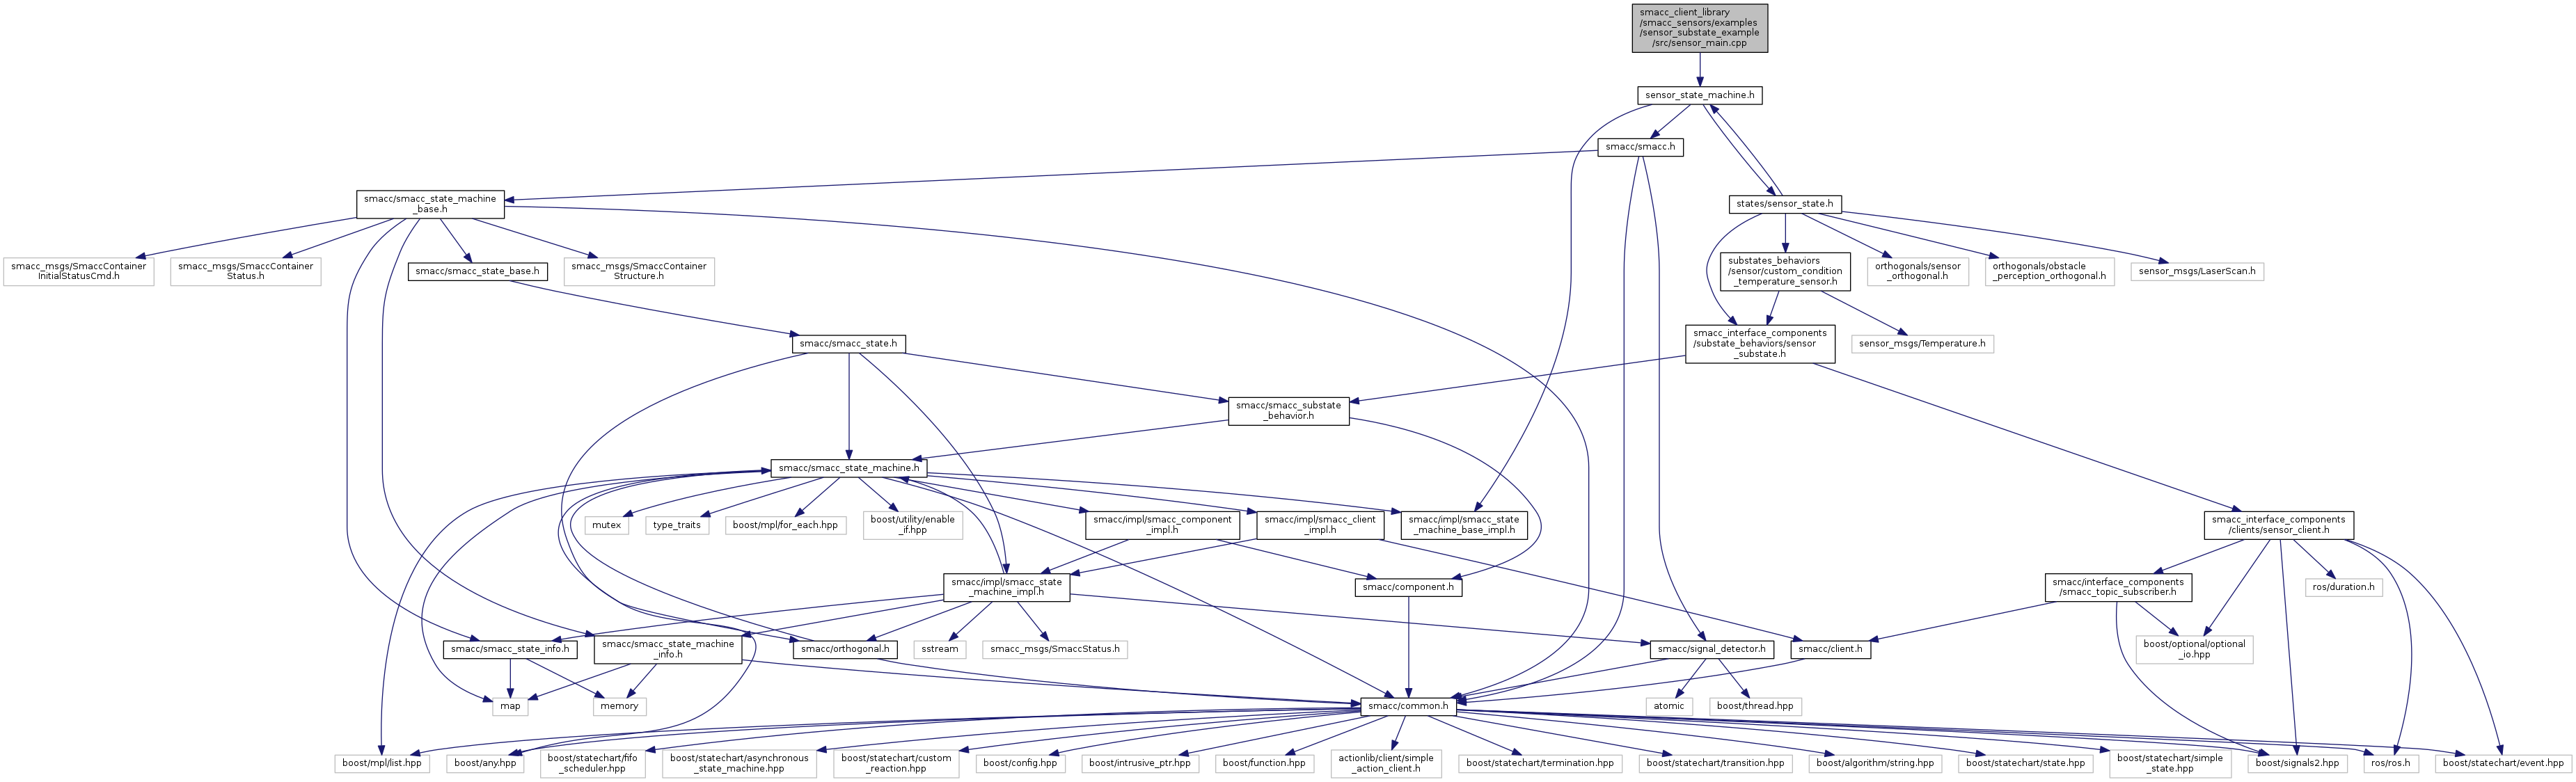 smacc_client_library
/smacc_sensors/examples
/sensor_substate_example
/src/sensor_main.cpp
sensor_state_machine.h
smacc/smacc.h
smacc/smacc_state_machine
_base.h
states/sensor_state.h
smacc_msgs/SmaccContainer
InitialStatusCmd.h
smacc_msgs/SmaccContainer
Status.h
smacc/smacc_state_base.h
smacc_msgs/SmaccContainer
Structure.h
substates_behaviors
/sensor/custom_condition
_temperature_sensor.h
orthogonals/sensor
_orthogonal.h
orthogonals/obstacle
_perception_orthogonal.h
sensor_msgs/LaserScan.h
smacc/smacc_state.h
smacc_interface_components
/substate_behaviors/sensor
_substate.h
sensor_msgs/Temperature.h
smacc/smacc_substate
_behavior.h
smacc/smacc_state_machine.h
mutex
type_traits
boost/mpl/for_each.hpp
boost/utility/enable
_if.hpp
smacc/impl/smacc_component
_impl.h
smacc/impl/smacc_client
_impl.h
smacc/impl/smacc_state
_machine_base_impl.h
smacc_interface_components
/clients/sensor_client.h
smacc/impl/smacc_state
_machine_impl.h
smacc/component.h
smacc/interface_components
/smacc_topic_subscriber.h
ros/duration.h
smacc/smacc_state_info.h
smacc/smacc_state_machine
_info.h
smacc/orthogonal.h
sstream
smacc_msgs/SmaccStatus.h
smacc/signal_detector.h
smacc/client.h
boost/optional/optional
_io.hpp
map
memory
smacc/common.h
atomic
boost/thread.hpp
boost/mpl/list.hpp
boost/any.hpp
boost/statechart/fifo
_scheduler.hpp
boost/statechart/asynchronous
_state_machine.hpp
boost/statechart/custom
_reaction.hpp
boost/config.hpp
boost/intrusive_ptr.hpp
boost/function.hpp
actionlib/client/simple
_action_client.h
boost/statechart/termination.hpp
boost/statechart/transition.hpp
boost/algorithm/string.hpp
boost/statechart/state.hpp
boost/statechart/simple
_state.hpp
boost/signals2.hpp
ros/ros.h
boost/statechart/event.hpp